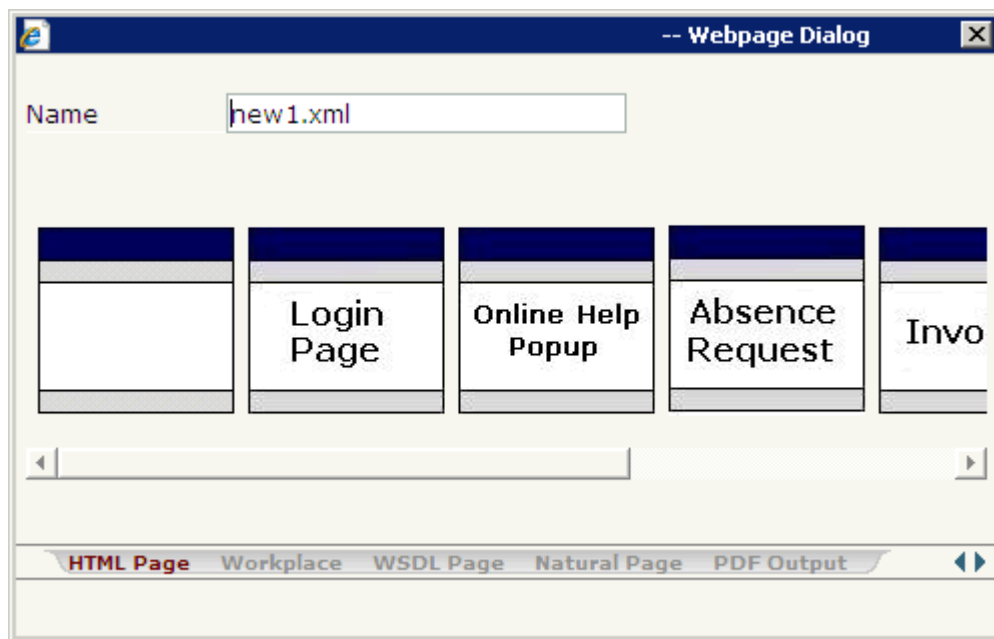 -- Webpage Dialog
Name new1.xml
Login
Page
Online Help
Popup
Absence
Request
Invo
HTML Page Workplace WSDL Page Natural Page PDF Output